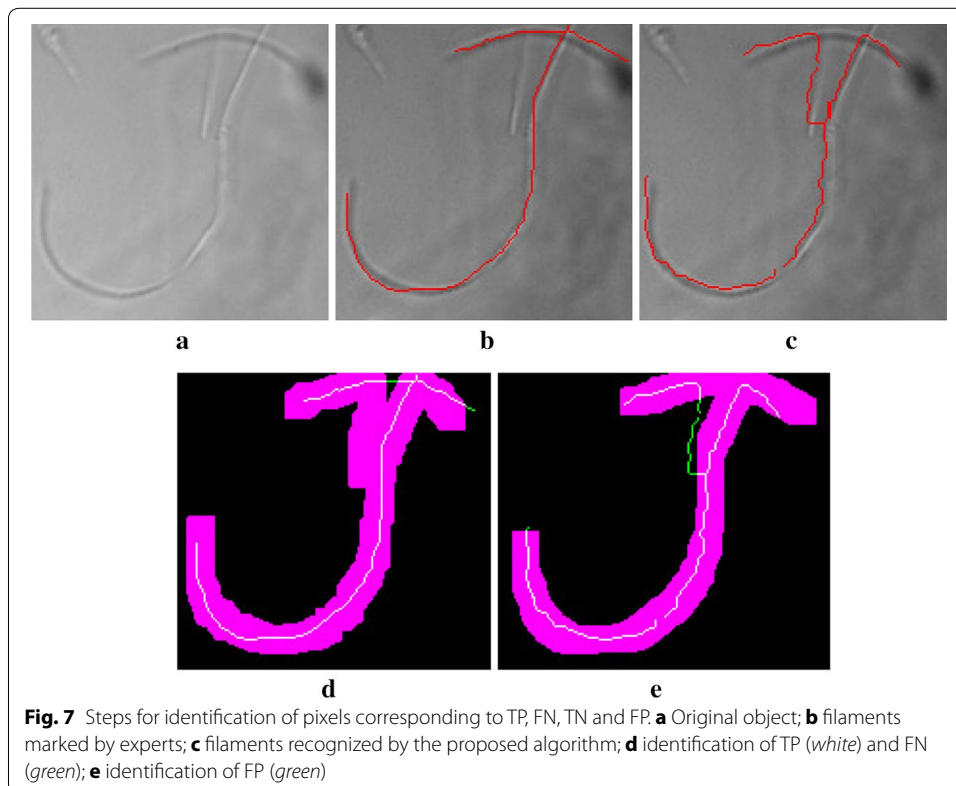 a
b
c
d
e
Fig. 7 Steps for identification of pixels corresponding to TP, FN, TN and FP. a Original object; b filaments
marked by experts; c filaments recognized by the proposed algorithm; d identification of TP (white) and FN
(green); e identification of FP (green)